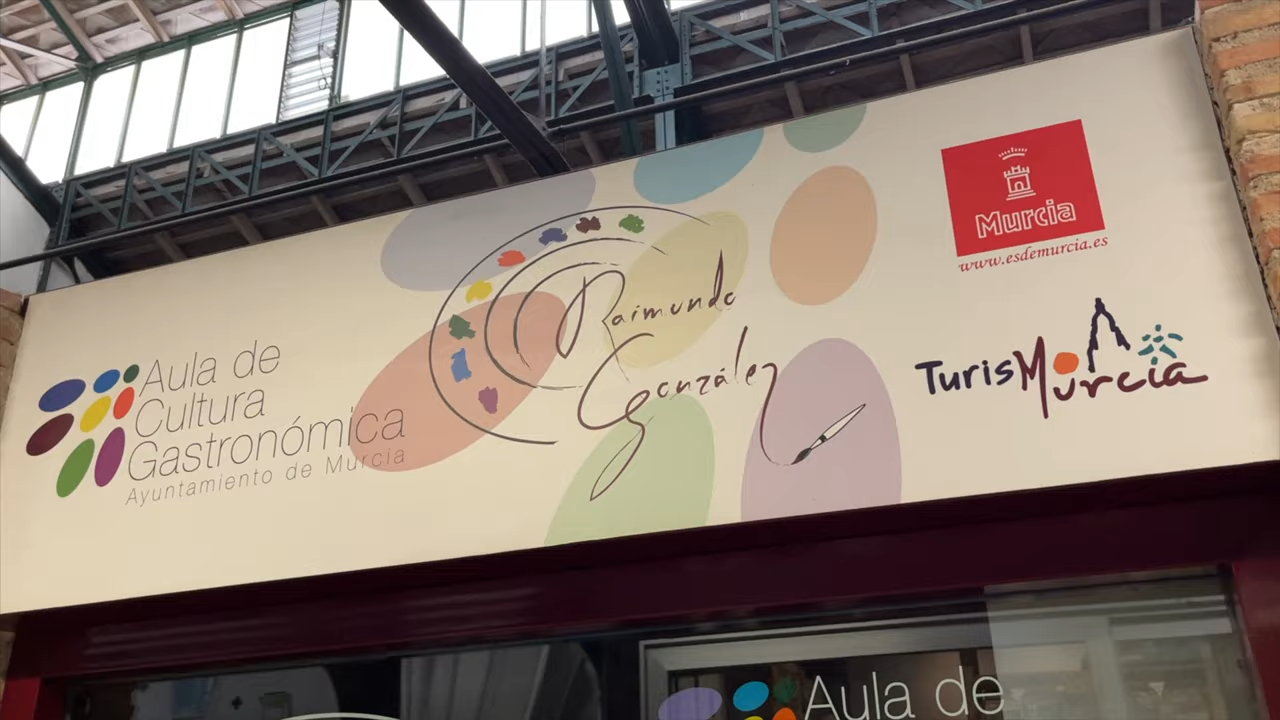 Aula de
Cultura
Gastronómica
Ayuntamiento de Murcia
Raimundo
González
Murcia
www.esdemurcia.es
TurisMurcia
Aula de